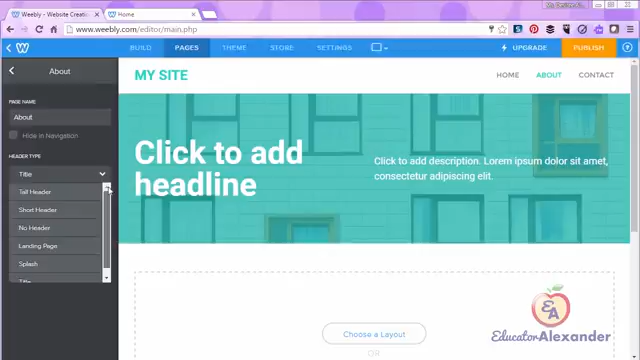 Weebly - Website Creation
Home
www.weebly.com/editor/main.php
BUILD
PAGES
THEME
STORE
SETTINGS
UPGRADE
PUBLISH
About
PAGE NAME
About
Hide In Navigation
HEADER TYPE
Title
Tall Header
Short Header
No Header
Landing Page
Splash
Title
MY SITE
HOME
ABOUT
CONTACT
Click to add
headline
Click to add description. Lorem ipsum dolor sit amet,
consectetur adipiscing elit.
Choose a Layout
OR
EA
EducatorAlexander